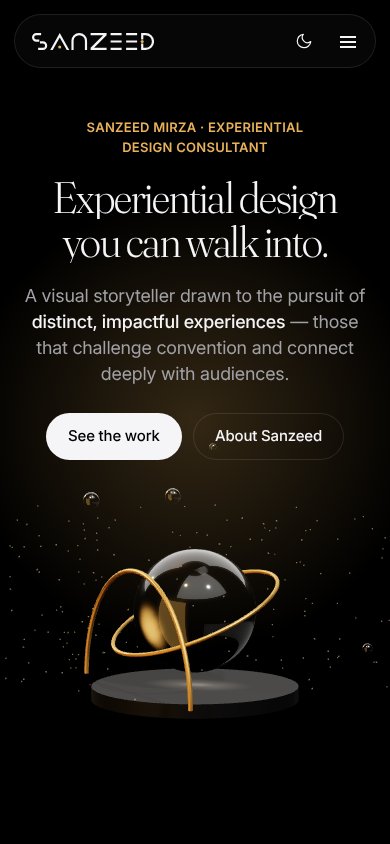 SANZEED
SANZEED MIRZA · EXPERIENTIAL
DESIGN CONSULTANT
Experiential design
you can walk into.
A visual storyteller drawn to the pursuit of
distinct, impactful experiences — those
that challenge convention and connect
deeply with audiences.
See the work
About Sanzeed